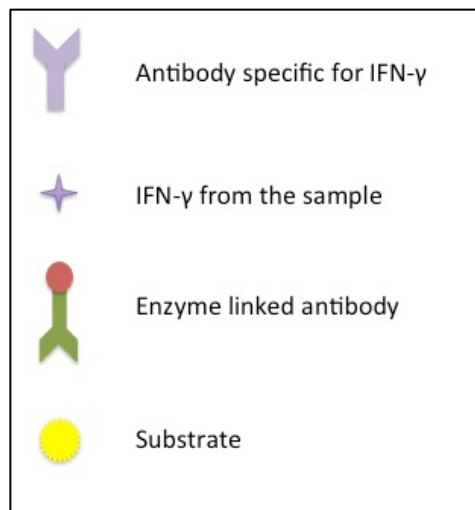 Antibody specific for IFN-γ
IFN-γ from the sample
Enzyme linked antibody
Substrate